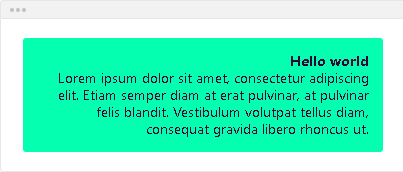 Hello world
Lorem ipsum dolor sit amet, consectetur adipiscing
elit. Etiam semper diam at erat pulvinar, at pulvinar
felis blandit. Vestibulum volutpat tellus diam,
consequat gravida libero rhoncus ut.